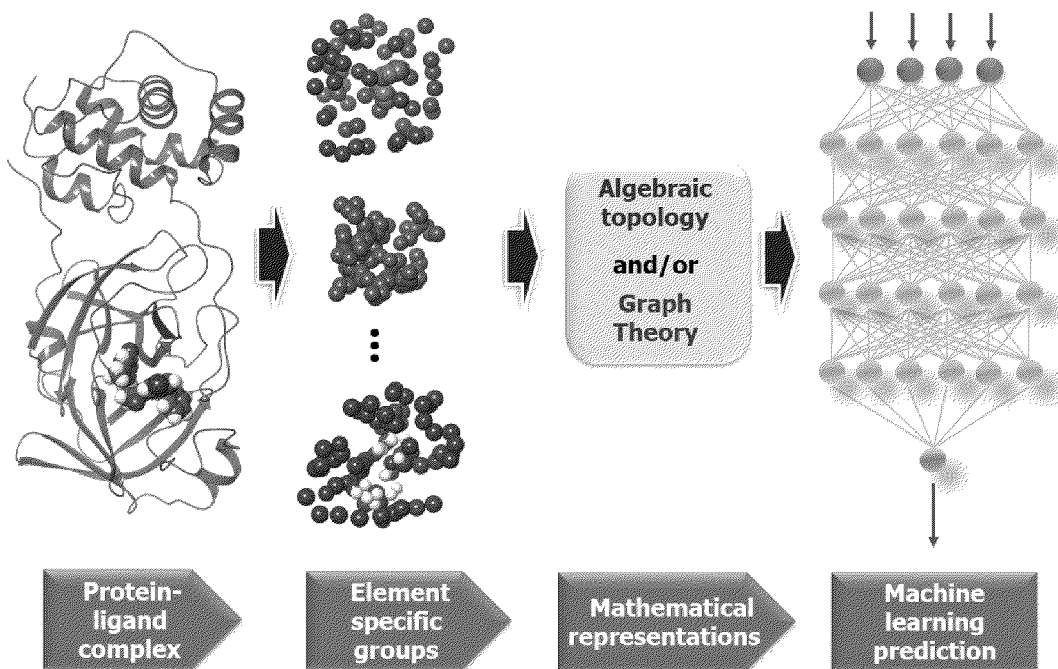 Algebraic
topology
and/or
Graph
Theory
Protein-
ligand
complex
Element
specific
groups
Mathematical
representations
Machine
learning
prediction